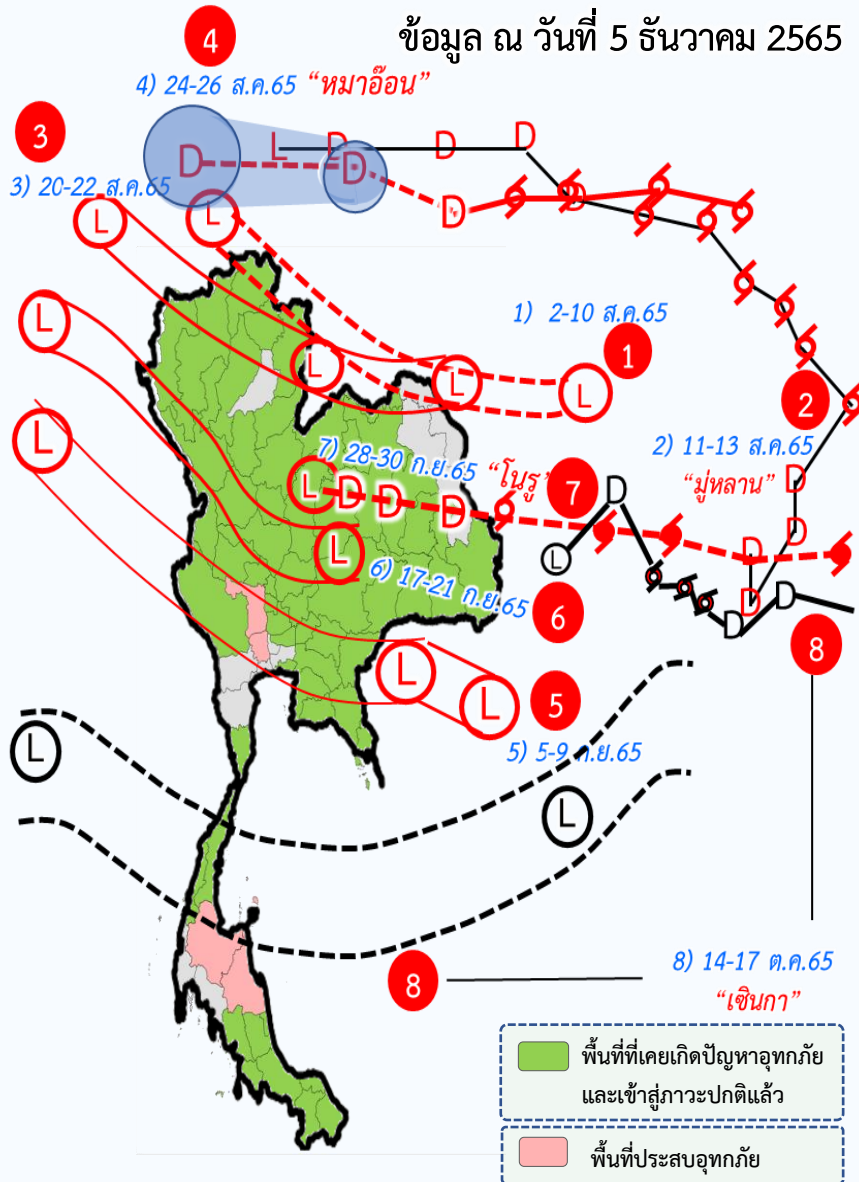 ข้อมูล ณ วันที่ 5 ธันวาคม 2565
4
4) 24-26 ส.ค.65 “หมาอ๊อน”
3
3) 20-22 ส.ค.65
D
L
D
D
D
D
D
L
L
1) 2-10 ส.ค.65
1
L
L
L
L
2
2) 11-13 ส.ค.65
“มู่หลาน”
7) 28-30 ก.ย.65 “โนรู”
7
L
D
D
D
D
D
D
D
D
D
D
L
L
L
6) 17-21 ก.ย.65
6
8
L
L
5
5) 5-9 ก.ย.65
L
L
8
8) 14-17 ต.ค.65
“เซินกา”
พื้นที่ที่เคยเกิดปัญหาอุทกภัย
และเข้าสู่ภาวะปกติแล้ว
พื้นที่ประสบอุทกภัย